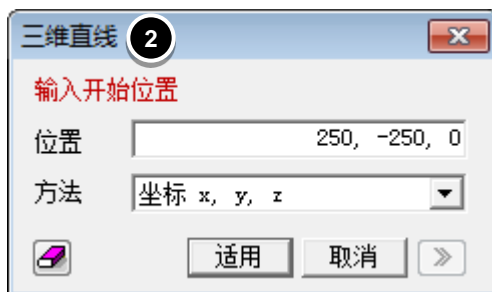 三维直线 2
输入开始位置
位置 250, -250, 0
方法 坐标 x, y, z
适用 取消 >>